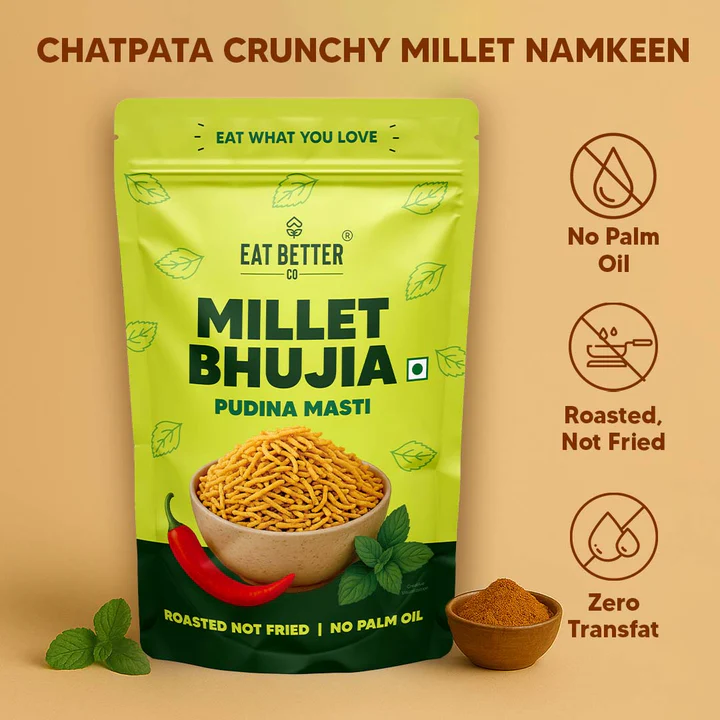 CHATPATA CRUNCHY MILLET NAMKEEN
EAT WHAT YOU LOVE
EAT BETTER ®
CO
MILLET
BHUJIA
PUDINA MASTI
ROASTED NOT FRIED | NO PALM OIL
No Palm
Oil
Roasted,
Not Fried
Zero
Transfat